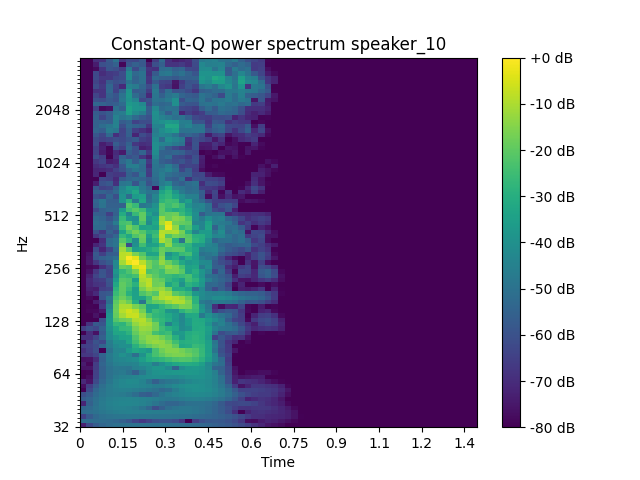 Constant-Q power spectrum speaker_10
Hz
2048
1024
512
256
128
64
32
0 0.15 0.3 0.45 0.6 0.75 0.9 1.1 1.2 1.4
Time
+0 dB
-10 dB
-20 dB
-30 dB
-40 dB
-50 dB
-60 dB
-70 dB
-80 dB